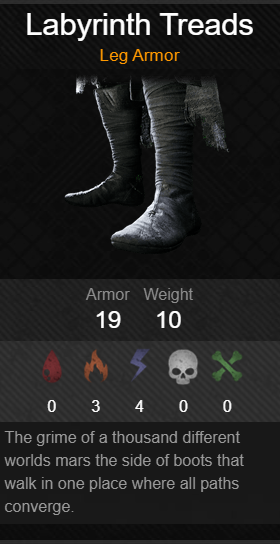 Labyrinth Treads
Leg Armor
Armor Weight
19 10
0 3 4 0 0
The grime of a thousand different
worlds mars the side of boots that
walk in one place where all paths
converge.